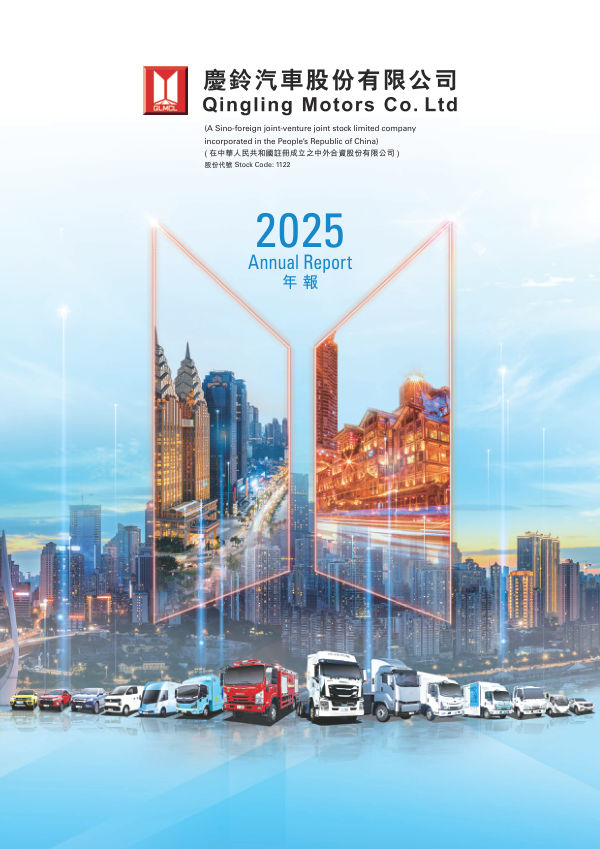 GLMCL
慶鈴汽車股份有限公司
Qingling Motors Co. Ltd
(A Sino-foreign joint-venture joint stock limited company
incorporated in the People's Republic of China)
(在中華人民共和國註冊成立之中外合資股份有限公司)
股份代號 Stock Code: 1122
2025
Annual Report
年報